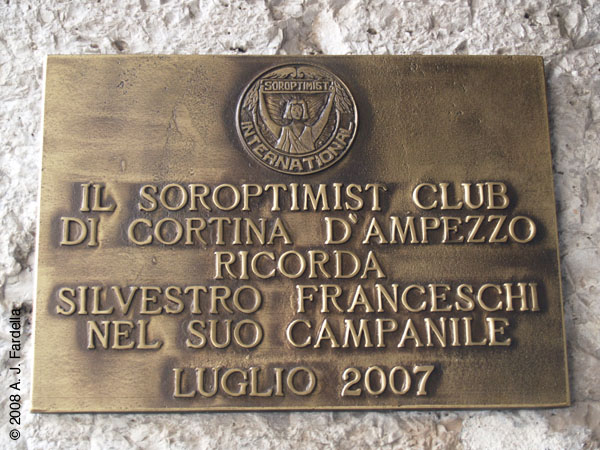 SOROPTIMIST
INTERNATIONAL
IL SOROPTIMIST CLUB
DI CORTINA D'AMPEZZO
RICORDA
SILVESTRO FRANCESCHI
NEL SUO CAMPANILE
LUGLIO 2007
© 2008 A. J. Fardella